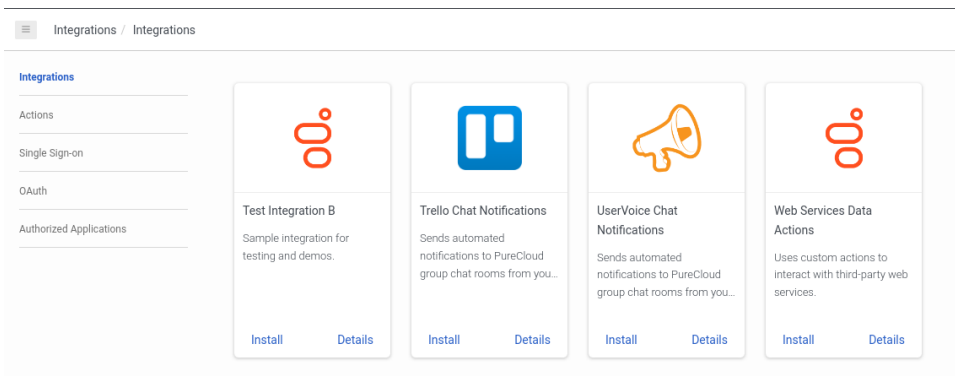 Integrations / Integrations
Integrations
Actions
Single Sign-on
OAuth
Authorized Applications
Test Integration B
Sample integration for
testing and demos.
Install Details
Trello Chat Notifications
Sends automated
notifications to PureCloud
group chat rooms from you...
Install Details
UserVoice Chat
Notifications
Sends automated
notifications to PureCloud
group chat rooms from you...
Install Details
Web Services Data
Actions
Uses custom actions to
interact with third-party web
services.
Install Details